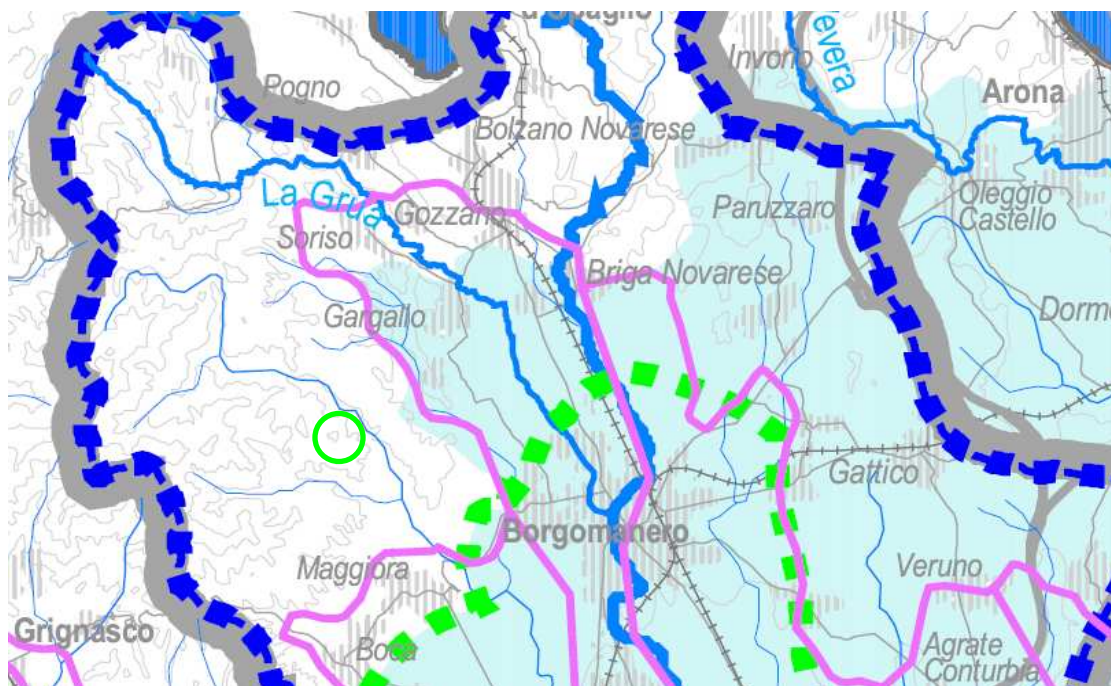 Invorio
evera
Arona
Pogno
Bolzano Novarese
La Grua
Gozzano
Soriso
Paruzzaro
Oleggio
Castello
Briga Novarese
Gargallo
Gattico
Borgomanero
Maggiora
Veruno
Grignasco
Boca
Agrate
Conturbia